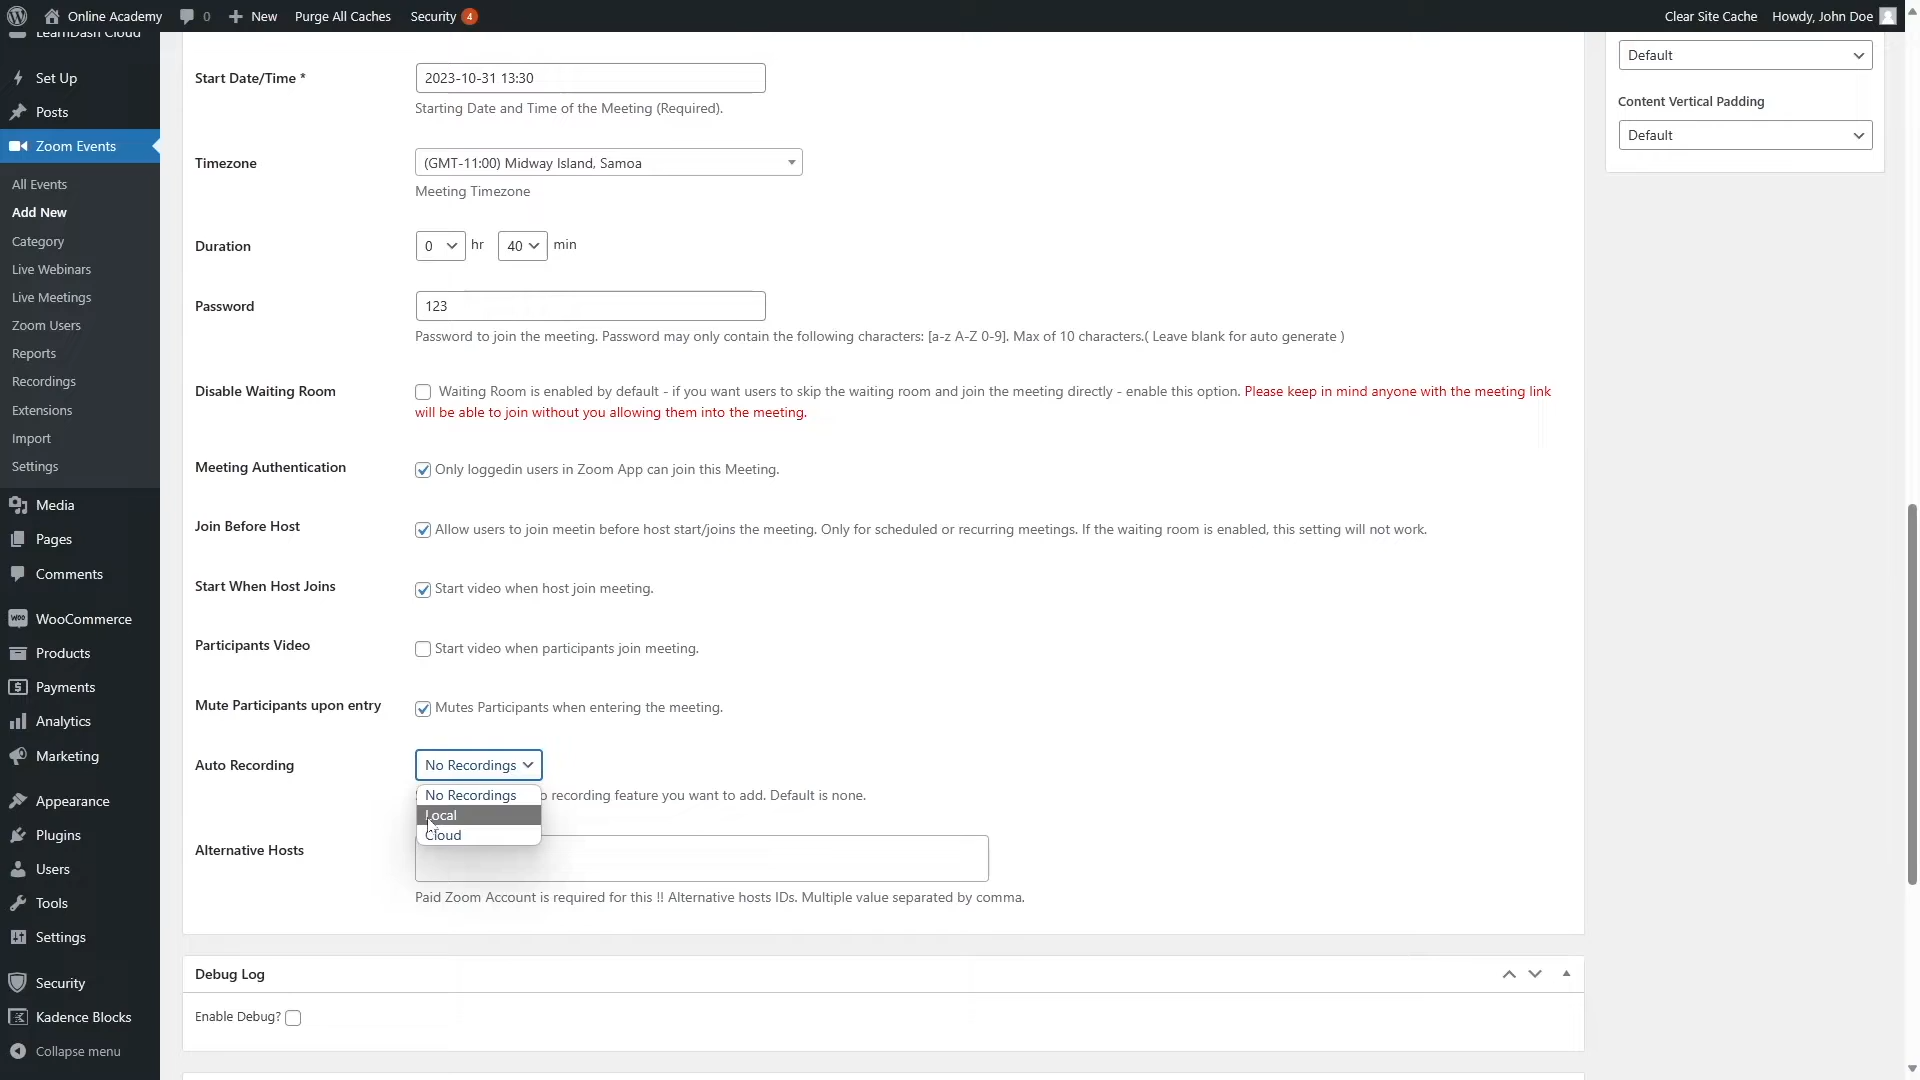 Online Academy 0 New Purge All Caches Security 4 Clear Site Cache Howdy, John Doe
LearnDash Cloud
Set Up
Posts
Zoom Events
All Events
Add New
Category
Live Webinars
Live Meetings
Zoom Users
Reports
Recordings
Extensions
Import
Settings
Media
Pages
Comments
WooCommerce
Products
Payments
Analytics
Marketing
Appearance
Plugins
Users
Tools
Settings
Security
Kadence Blocks
Collapse menu
Start Date/Time *
2023-10-31 13:30
Starting Date and Time of the Meeting (Required).
Timezone
(GMT-11:00) Midway Island, Samoa
Meeting Timezone
Duration
0 hr 40 min
Password
123
Password to join the meeting. Password may only contain the following characters: [a-z A-Z 0-9]. Max of 10 characters.( Leave blank for auto generate )
Disable Waiting Room
Waiting Room is enabled by default - if you want users to skip the waiting room and join the meeting directly - enable this option. Please keep in mind anyone with the meeting link
will be able to join without you allowing them into the meeting.
Meeting Authentication
Only loggedin users in Zoom App can join this Meeting.
Join Before Host
Allow users to join meetin before host start/joins the meeting. Only for scheduled or recurring meetings. If the waiting room is enabled, this setting will not work.
Start When Host Joins
Start video when host join meeting.
Participants Video
Start video when participants join meeting.
Mute Participants upon entry
Mutes Participants when entering the meeting.
Auto Recording
No Recordings
No Recordings
recording feature you want to add. Default is none.
Local
Cloud
Alternative Hosts
Paid Zoom Account is required for this !! Alternative hosts IDs. Multiple value separated by comma.
Debug Log
Enable Debug?
Default
Content Vertical Padding
Default